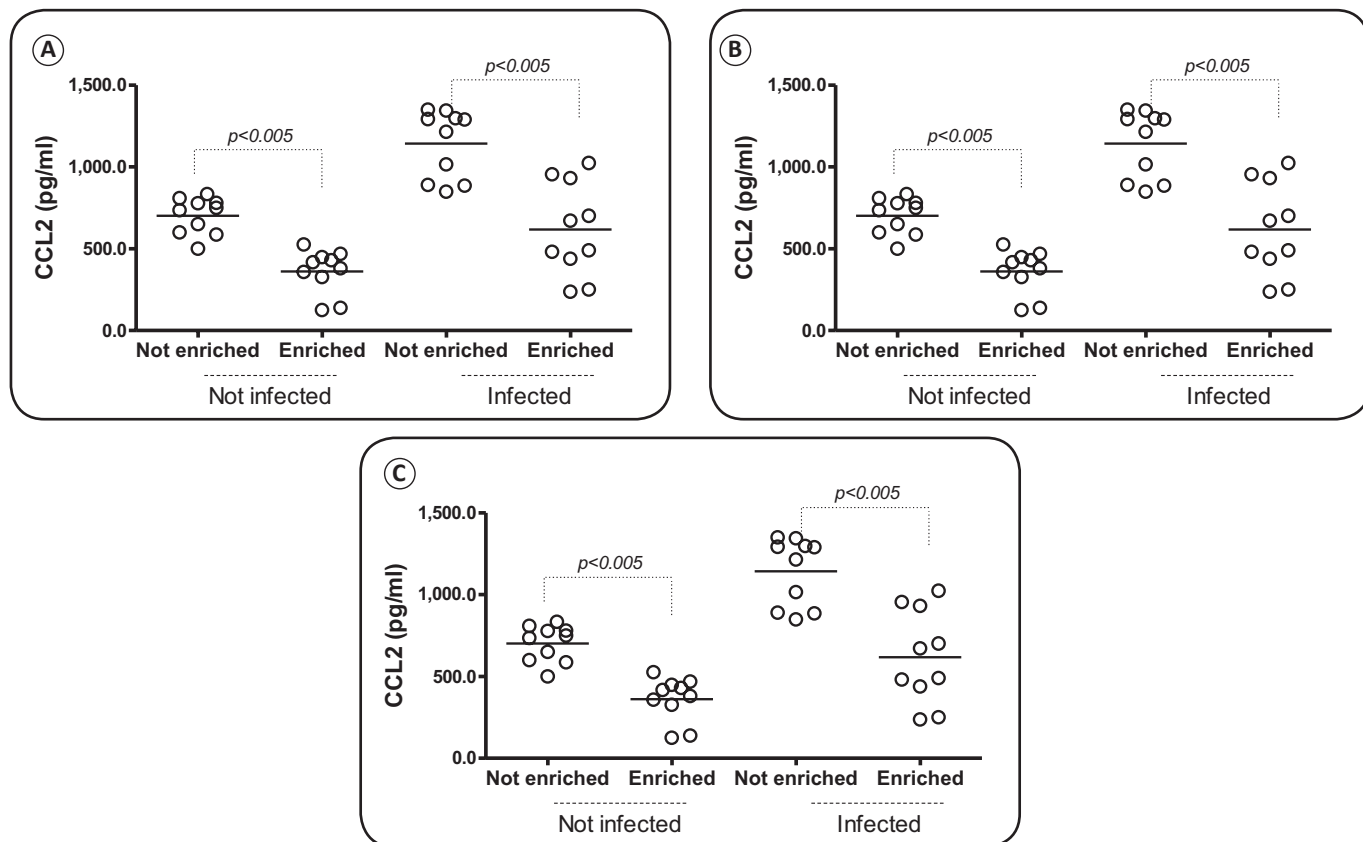 A
p<0.005
1,500.0
p<0.005
1,000.0
CCL2 (pg/ml)
500.0
0.0
Not enriched Enriched Not enriched Enriched
Not infected Infected
B
p<0.005
1,500.0
p<0.005
1,000.0
CCL2 (pg/ml)
500.0
0.0
Not enriched Enriched Not enriched Enriched
Not infected Infected
C
p<0.005
1,500.0
p<0.005
1,000.0
CCL2 (pg/ml)
500.0
0.0
Not enriched Enriched Not enriched Enriched
Not infected Infected